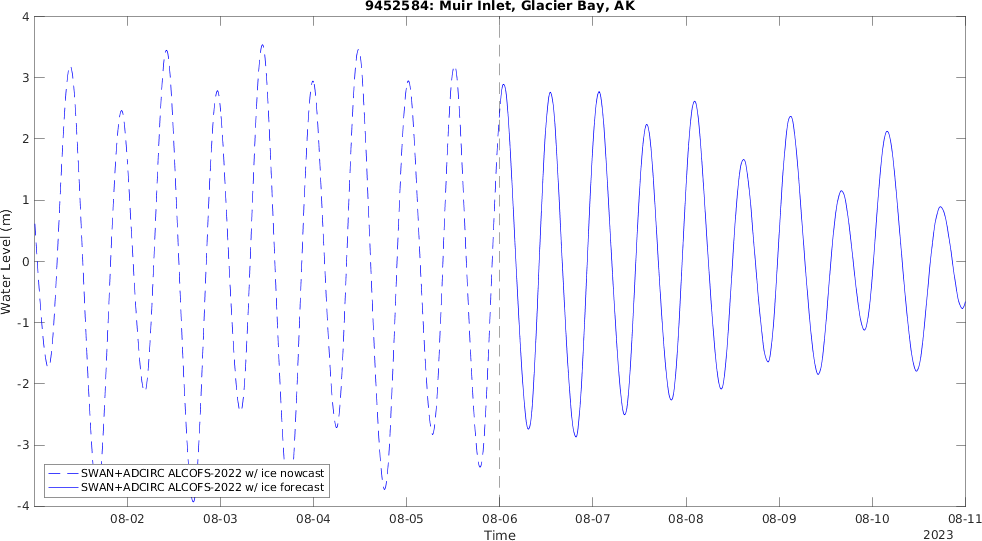 9452584: Muir Inlet, Glacier Bay, AK
4
3
2
1
0
-1
-2
-3
-4
Water Level (m)
SWAN+ADCIRC ALCOFS-2022 w/ ice nowcast
SWAN+ADCIRC ALCOFS-2022 w/ ice forecast
08-02 08-03 08-04 08-05 08-06 08-07 08-08 08-09 08-10 08-11
Time
2023